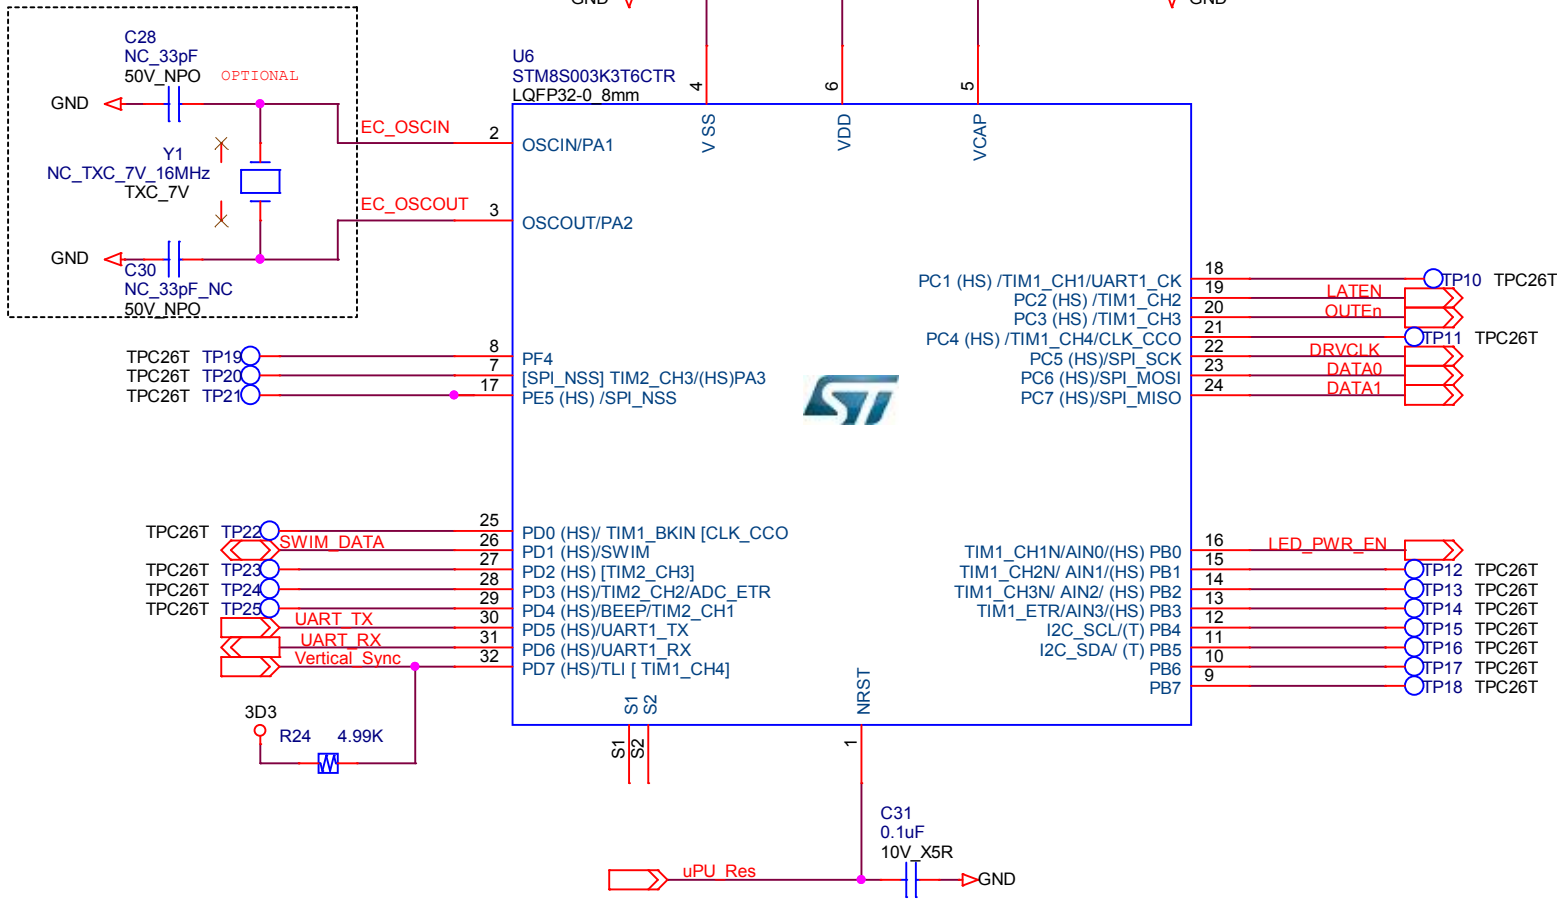 GND
GND
C28
NC_33pF
50V_NPO
OPTIONAL
GND
Y1
NC_TXC_7V_16MHz
TXC_7V
GND
C30
NC_33pF_NC
50V_NPO
EC_OSCIN
2
EC_OSCOUT
3
U6
STM8S003K3T6CTR
LQFP32-0_8mm
4
6
5
VSS
VDD
VCAP
OSCIN/PA1
OSCOUT/PA2
TPC26T TP19 8 PF4
TPC26T TP20 7 [SPI_NSS] TIM2_CH3/(HS)PA3
TPC26T TP21 17 PE5 (HS) /SPI_NSS
ST
PC1 (HS) /TIM1_CH1/UART1_CK 18 TP10 TPC26T
PC2 (HS) /TIM1_CH2 19 LATEN
PC3 (HS) /TIM1_CH3 20 OUTEn
PC4 (HS) /TIM1_CH4/CLK_CCO 21 TP11 TPC26T
PC5 (HS)/SPI_SCK 22 DRVCLK
PC6 (HS)/SPI_MOSI 23 DATA0
PC7 (HS)/SPI_MISO 24 DATA1
TPC26T TP22 25 PD0 (HS)/ TIM1_BKIN [CLK_CCO
SWIM_DATA 26 PD1 (HS)/SWIM
TPC26T TP23 27 PD2 (HS) [TIM2_CH3]
TPC26T TP24 28 PD3 (HS)/TIM2_CH2/ADC_ETR
TPC26T TP25 29 PD4 (HS)/BEEP/TIM2_CH1
UART_TX 30 PD5 (HS)/UART1_TX
UART_RX 31 PD6 (HS)/UART1_RX
Vertical_Sync 32 PD7 (HS)/TLI [ TIM1_CH4]
TIM1_CH1N/AIN0/(HS) PB0 16 LED_PWR_EN
TIM1_CH2N/ AIN1/(HS) PB1 15 TP12 TPC26T
TIM1_CH3N/ AIN2/ (HS) PB2 14 TP13 TPC26T
TIM1_ETR/AIN3/(HS) PB3 13 TP14 TPC26T
I2C_SCL/(T) PB4 12 TP15 TPC26T
I2C_SDA/ (T) PB5 11 TP16 TPC26T
PB6 10 TP17 TPC26T
PB7 9 TP18 TPC26T
3D3
R24 4.99K
S1
S2
S1
S2
NRST
1
C31
0.1uF
10V_X5R
uPU_Res
GND